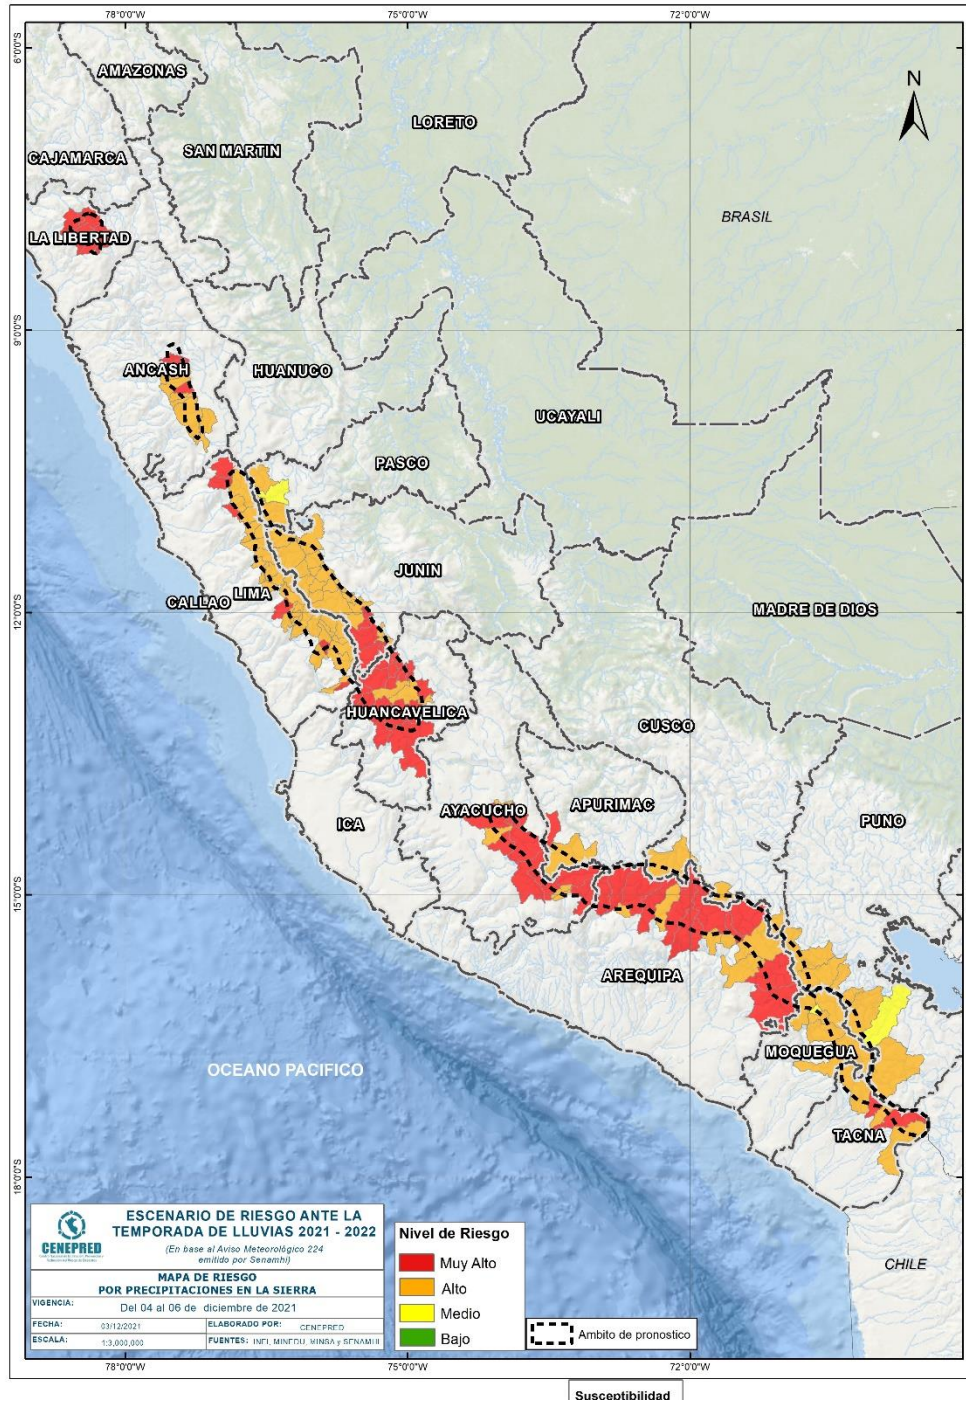 78°0'0"W
75°0'0"W
72°0'0"W
6°0'0"S
AMAZONAS
LORETO
N
CAJAMARCA
SAN MARTIN
BRASIL
LA LIBERTAD
9°0'0"S
ANCASH
HUANUCO
UCAYALI
PASCO
JUNIN
LIMA
CALLAO
12°0'0"S
MADRE DE DIOS
HUANCAVELICA
CUSCO
AYACUCHO
APURIMAC
ICA
PUNO
15°0'0"S
AREQUIPA
MOQUEGUA
OCEANO PACIFICO
TACNA
18°0'0"S
CHILE
CENEPRED
ESCENARIO DE RIESGO ANTE LA
TEMPORADA DE LLUVIAS 2021 - 2022
(En base al Aviso Meteorológico 224
emitido por Senamhi)
MAPA DE RIESGO
POR PRECIPITACIONES EN LA SIERRA
VIGENCIA: Del 04 al 06 de diciembre de 2021
FECHA: 03/12/2021 ELABORADO POR: CENEPRED
ESCALA: 1:3,000,000 FUENTES: INEI, MINEDU, MINSA y SENAMHI
Nivel de Riesgo
Muy Alto
Alto
Medio
Bajo
Ambito de pronostico
78°0'0"W
75°0'0"W
72°0'0"W
Susceptibilidad